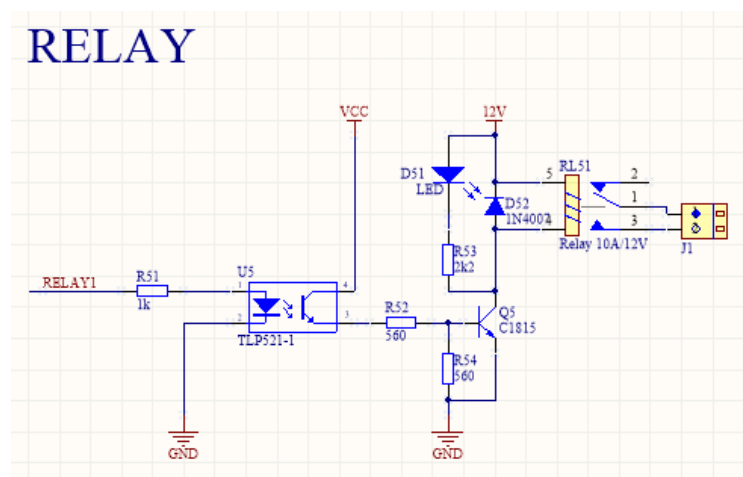 RELAY
VCC
12V
D51
LED
D52
1N4007
5
4
RL51
2
1
3
Relay 10A/12V
J1
R53
2k2
RELAY1
R51
1k
U5
1
2
4
3
TLP521-1
R52
560
Q5
C1815
R54
560
GND
GND